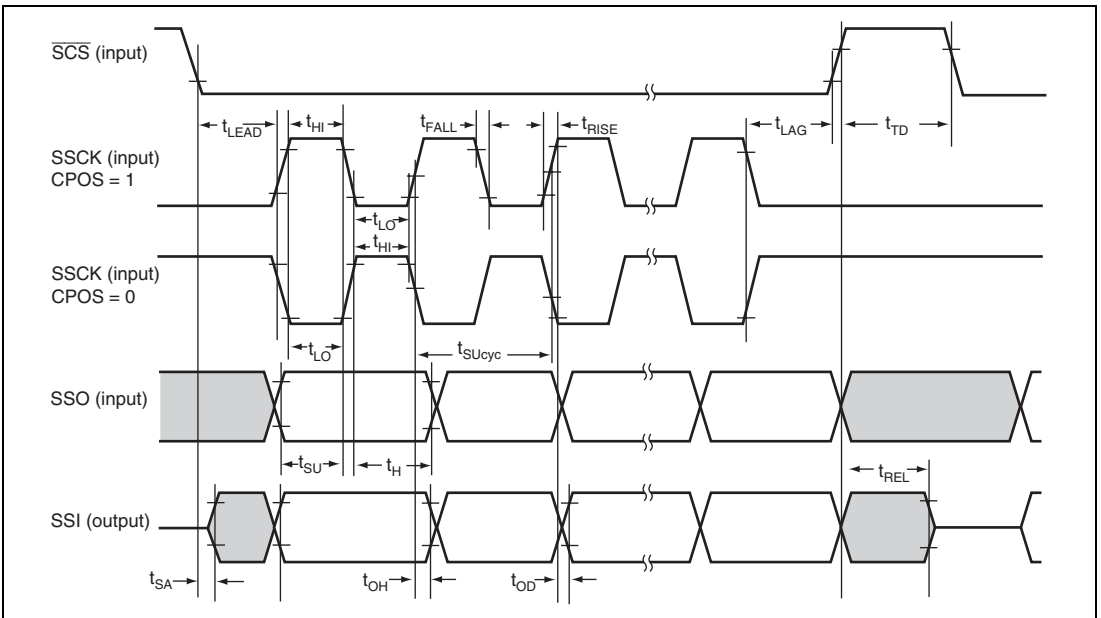 SCS (input)
tLEAD tHI tFALL tRISE tLAG tTD
SSCK (input)
CPOS = 1
tLO
tHI
SSCK (input)
CPOS = 0
tLO tSUcyc
SSO (input)
tSU tH tREL
SSI (output)
tSA tOH tOD